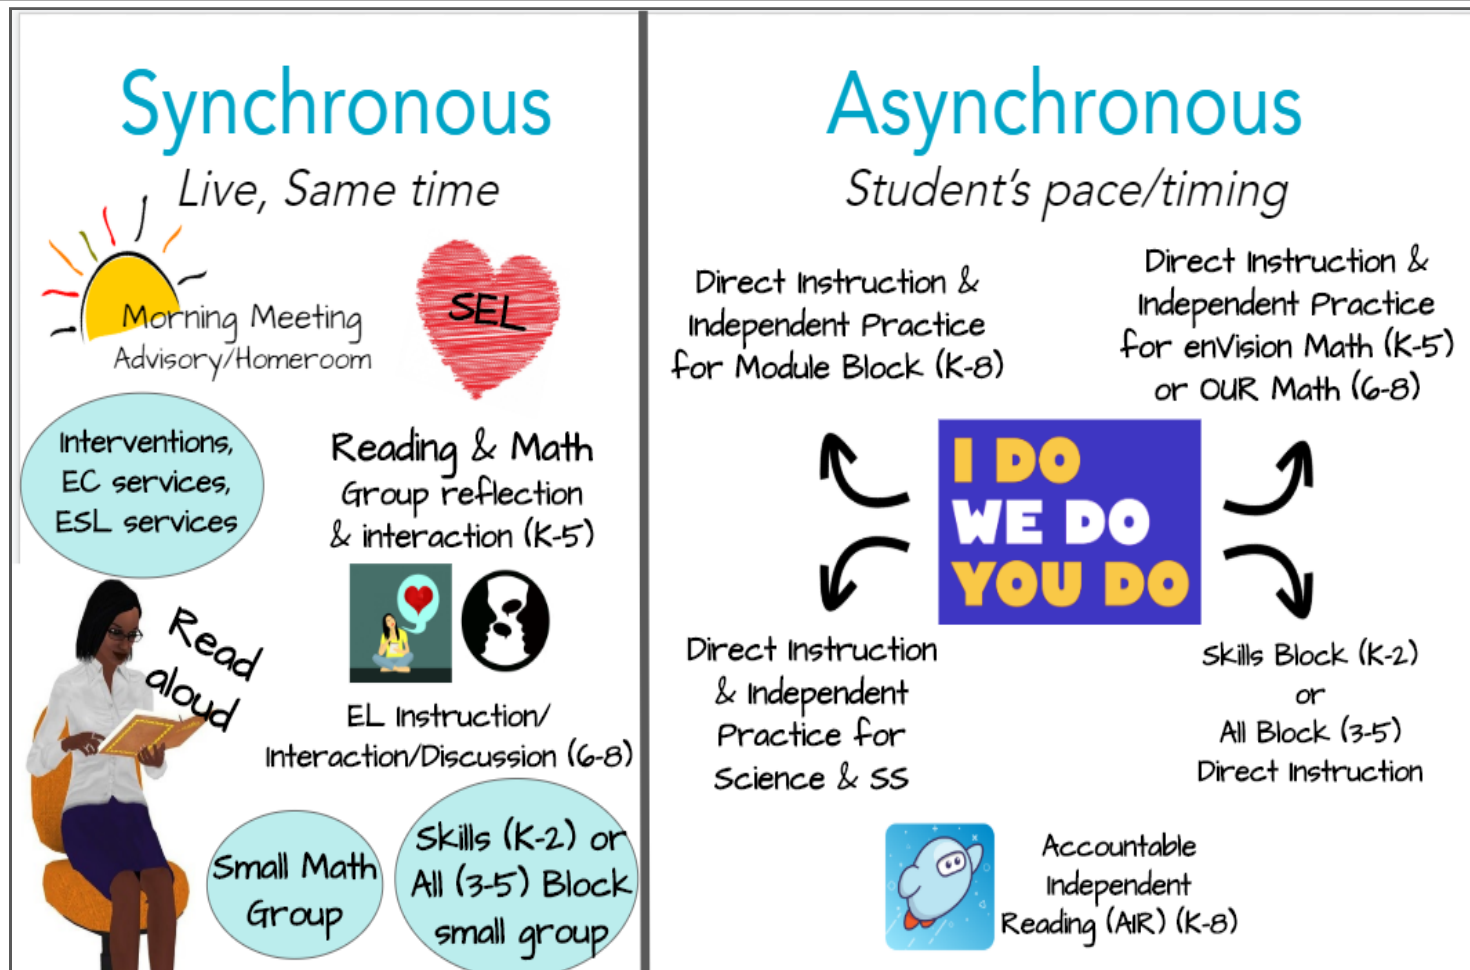 Synchronous
Live, Same time
Morning Meeting
Advisory/Homeroom
SEL
Interventions,
EC services,
ESL services
Reading & Math
Group reflection
& interaction (K-5)
Read
aloud
EL Instruction/
Interaction/Discussion (6-8)
Small Math
Group
Skills (K-2) or
All (3-5) Block
small group
Asynchronous
Student's pace/timing
Direct Instruction &
Independent Practice
for Module Block (K-8)
Direct Instruction &
Independent Practice
for enVision Math (K-5)
or OUR Math (6-8)
I DO
WE DO
YOU DO
Direct Instruction
& Independent
Practice for
Science & SS
Skills Block (K-2)
or
All Block (3-5)
Direct Instruction
Accountable
Independent
Reading (AIR) (K-8)